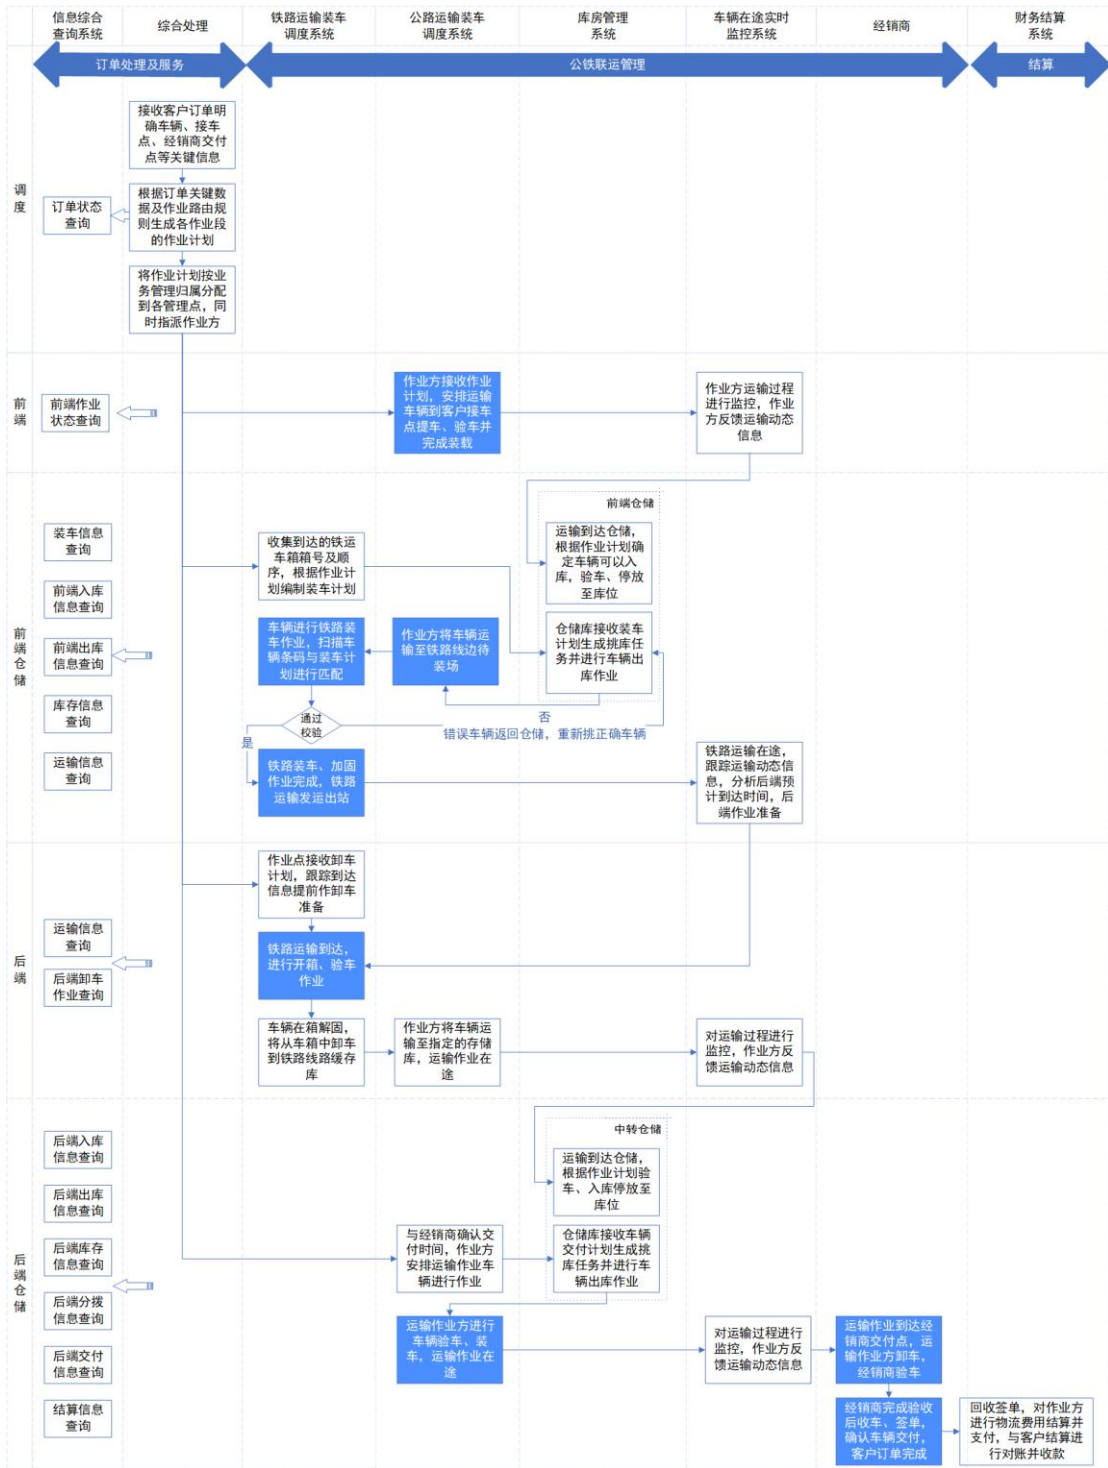 信息综合
查询系统
综合处理
铁路运输装车
调度系统
公路运输装车
调度系统
库房管理
系统
车辆在途实时
监控系统
经销商
财务结算
系统
订单处理及服务
公铁联运管理
结算
调
度
接收客户订单明
确车辆、接车
点、经销商交付
点等关键信息
订单状态
查询
根据订单关键数
据及作业路由规
则生成各作业段
的作业计划
将作业计划按业
务管理归属分配
到各管理点，同
时指派作业方
前
端
前端作业
状态查询
作业方接收作业
计划，安排运输
车辆到客户接车
点提车、验车并
完成装载
作业方运输过程
进行监控，作业
方反馈运输动态
信息
前
端
仓
储
装车信息
查询
前端入库
信息查询
前端出库
信息查询
库存信息
查询
运输信息
查询
收集到达的铁运
车箱箱号及顺
序，根据作业计
划编制装车计划
前端仓储
运输到达仓储，
根据作业计划确
定车辆可以入
库，验车、停放
至库位
车辆进行铁路装
车作业，扫描车
辆条码与装车计
划进行匹配
作业方将车辆运
输至铁路线边待
装场
仓储库接收装车
计划生成挑库任
务并进行车辆出
库作业
通过
校验
是
否
错误车辆返回仓储，重新挑正确车辆
铁路装车、加固
作业完成，铁路
运输发运出站
铁路运输在途，
跟踪运输动态信
息，分析后端预
计到达时间，后
端作业准备
后
端
运输信息
查询
后端卸车
作业查询
作业点接收卸车
计划，跟踪到达
信息提前作卸车
准备
铁路运输到达，
进行开箱、验车
作业
车辆在箱解固，
将从车箱中卸车
到铁路线路缓存
库
作业方将车辆运
输至指定的存储
库，运输作业在
途
对运输过程进行
监控，作业方反
馈运输动态信息
后
端
仓
储
后端入库
信息查询
后端出库
信息查询
后端库存
信息查询
后端分拨
信息查询
后端交付
信息查询
结算信息
查询
中转仓储
运输到达仓储，
根据作业计划验
车、入库停放至
库位
与经销商确认交
付时间，作业方
安排运输作业车
辆进行作业
仓储库接收车辆
交付计划生成挑
库任务并进行车
辆出库作业
运输作业方进行
车辆验车、装
车，运输作业在
途
对运输过程进行
监控，作业方反
馈运输动态信息
运输作业到达经
销商交付点，运
输作业方卸车，
经销商验车
经销商完成验收
后收车、签单，
确认车辆交付，
客户订单完成
回收签单，对作业方
进行物流费用结算并
支付，与客户结算进
行对账并收款